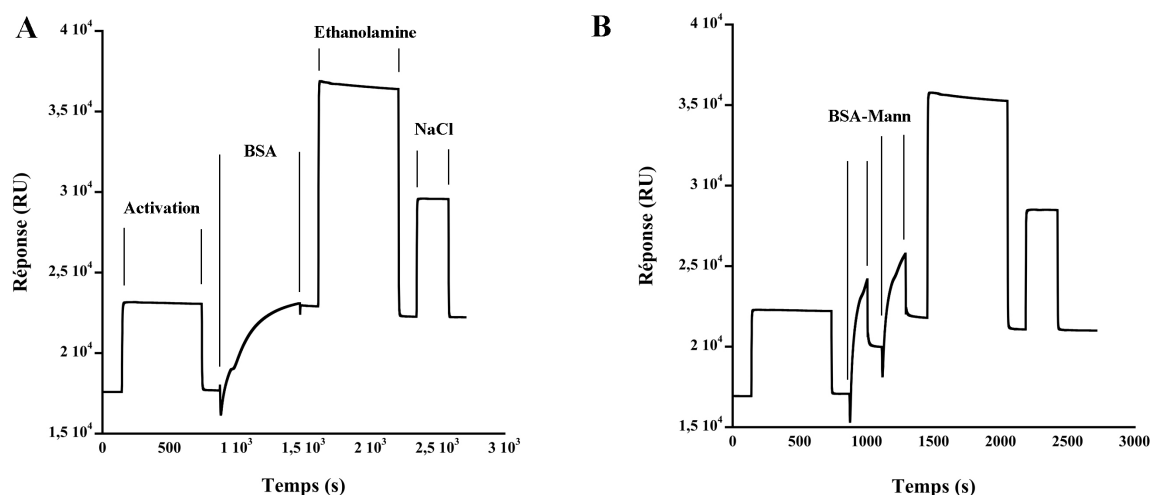 A
Réponse (RU)
4 10⁴
3,5 10⁴
3 10⁴
2,5 10⁴
2 10⁴
1,5 10⁴
Activation
BSA
Ethanolamine
NaCl
0
500
1 10³
1,5 10³
2 10³
2,5 10³
3 10³
Temps (s)
B
Réponse (RU)
4 10⁴
3,5 10⁴
3 10⁴
2,5 10⁴
2 10⁴
1,5 10⁴
BSA-Mann
0
500
1000
1500
2000
2500
3000
Temps (s)